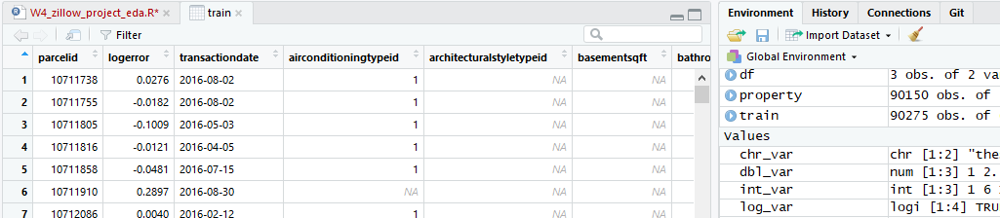 W4_zillow_project_eda.R* train
Filter
parcelid logerror transactiondate airconditioningtypeid architecturalstyletypeid basementsqft bathro
1 10711738 0.0276 2016-08-02 1 NA NA
2 10711755 -0.0182 2016-08-02 1 NA NA
3 10711805 -0.1009 2016-05-03 1 NA NA
4 10711816 -0.0121 2016-04-05 1 NA NA
5 10711858 -0.0481 2016-07-15 1 NA NA
6 10711910 0.2897 2016-08-30 NA NA NA
7 10712086 0.0040 2016-02-12 1 NA NA
Environment History Connections Git
Import Dataset
Global Environment
df 3 obs. of 2 va
property 90150 obs. of
train 90275 obs. of
Values
chr_var chr [1:2] "the
dbl_var num [1:3] 1 2.
int_var int [1:3] 1 6
log_var logi [1:4] TRU